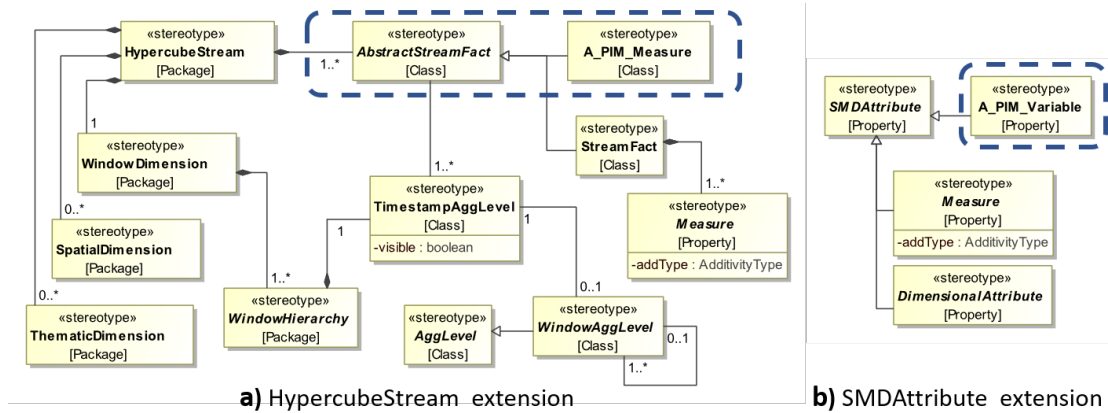 «stereotype»
HypercubeStream
[Package]
«stereotype»
AbstractStreamFact
[Class]
«stereotype»
A_PIM_Measure
[Class]
1..*
1
«stereotype»
WindowDimension
[Package]
«stereotype»
StreamFact
[Class]
1..*
«stereotype»
TimestampAggLevel
[Class]
-visible : boolean
1..*
«stereotype»
Measure
[Property]
-addType : AdditivityType
0..*
«stereotype»
SpatialDimension
[Package]
1
1
1..*
0..1
0..*
«stereotype»
ThematicDimension
[Package]
«stereotype»
WindowHierarchy
[Package]
«stereotype»
AggLevel
[Class]
«stereotype»
WindowAggLevel
[Class]
0..1
1..*
a) HypercubeStream extension
«stereotype»
SMDAttribute
[Property]
«stereotype»
A_PIM_Variable
[Property]
«stereotype»
Measure
[Property]
-addType : AdditivityType
«stereotype»
DimensionalAttribute
[Property]
b) SMDAttribute extension